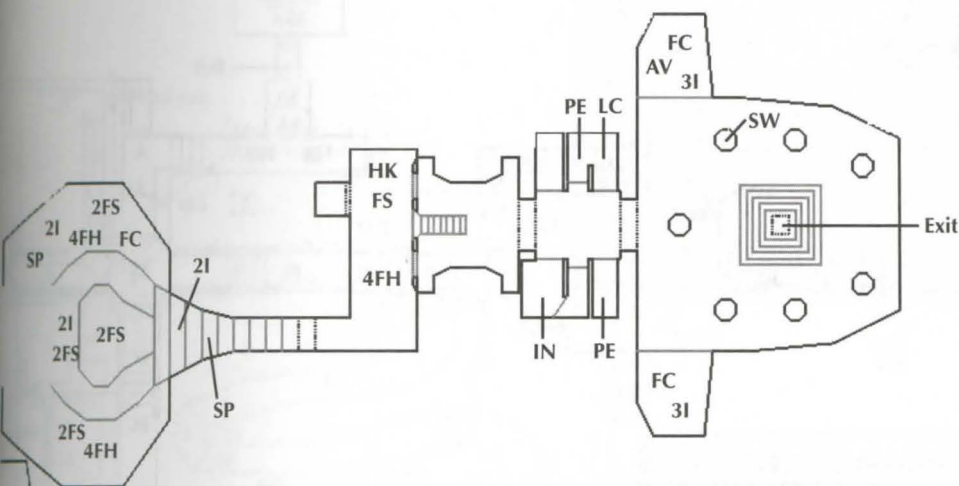 FC
AV
3I
PE LC
SW
HK
FS
Exit
2FS
2I
4FH FC
SP
2I
4FH
2I
2FS
2FS
IN
PE
SP
FC
3I
2FS
4FH